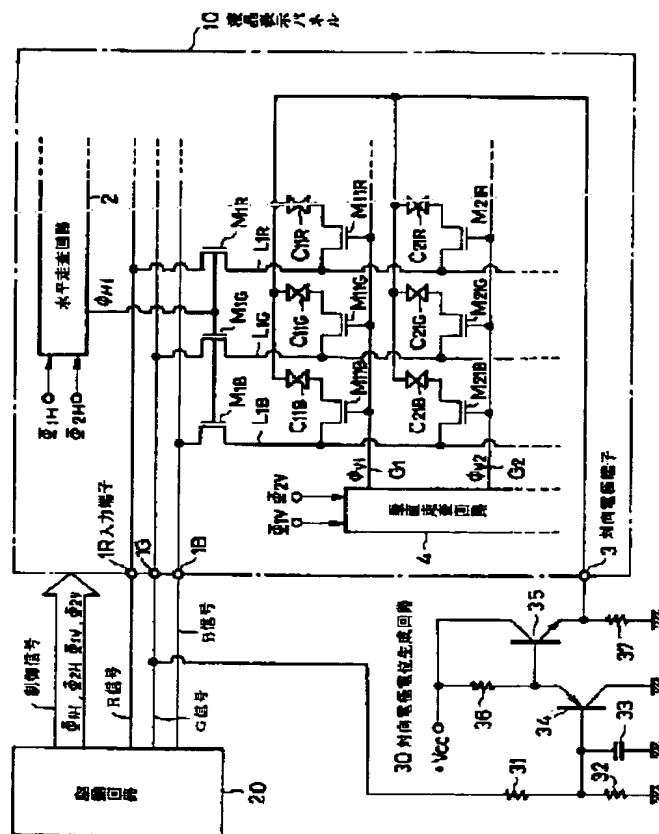 10 液晶表示パネル
水平走査回路
2
Φ1H
Φ2H
φH1
M1R
M1G
M1B
L1R
L1G
L1B
C11R
C11G
C11B
M11R
M11G
M11B
C21R
C21G
C21B
M21R
M21G
M21B
φV1
G1
φV2
G2
Φ1V Φ2V
垂直走査回路
4
1R入力端子
1G
1B
3 対向電極端子
制御信号
Φ1H, Φ2H Φ1V, Φ2V
R信号
G信号
B信号
駆動回路
20
30 対向電極電位生成回路
+Vcc
35
36
34
37
33
31
32